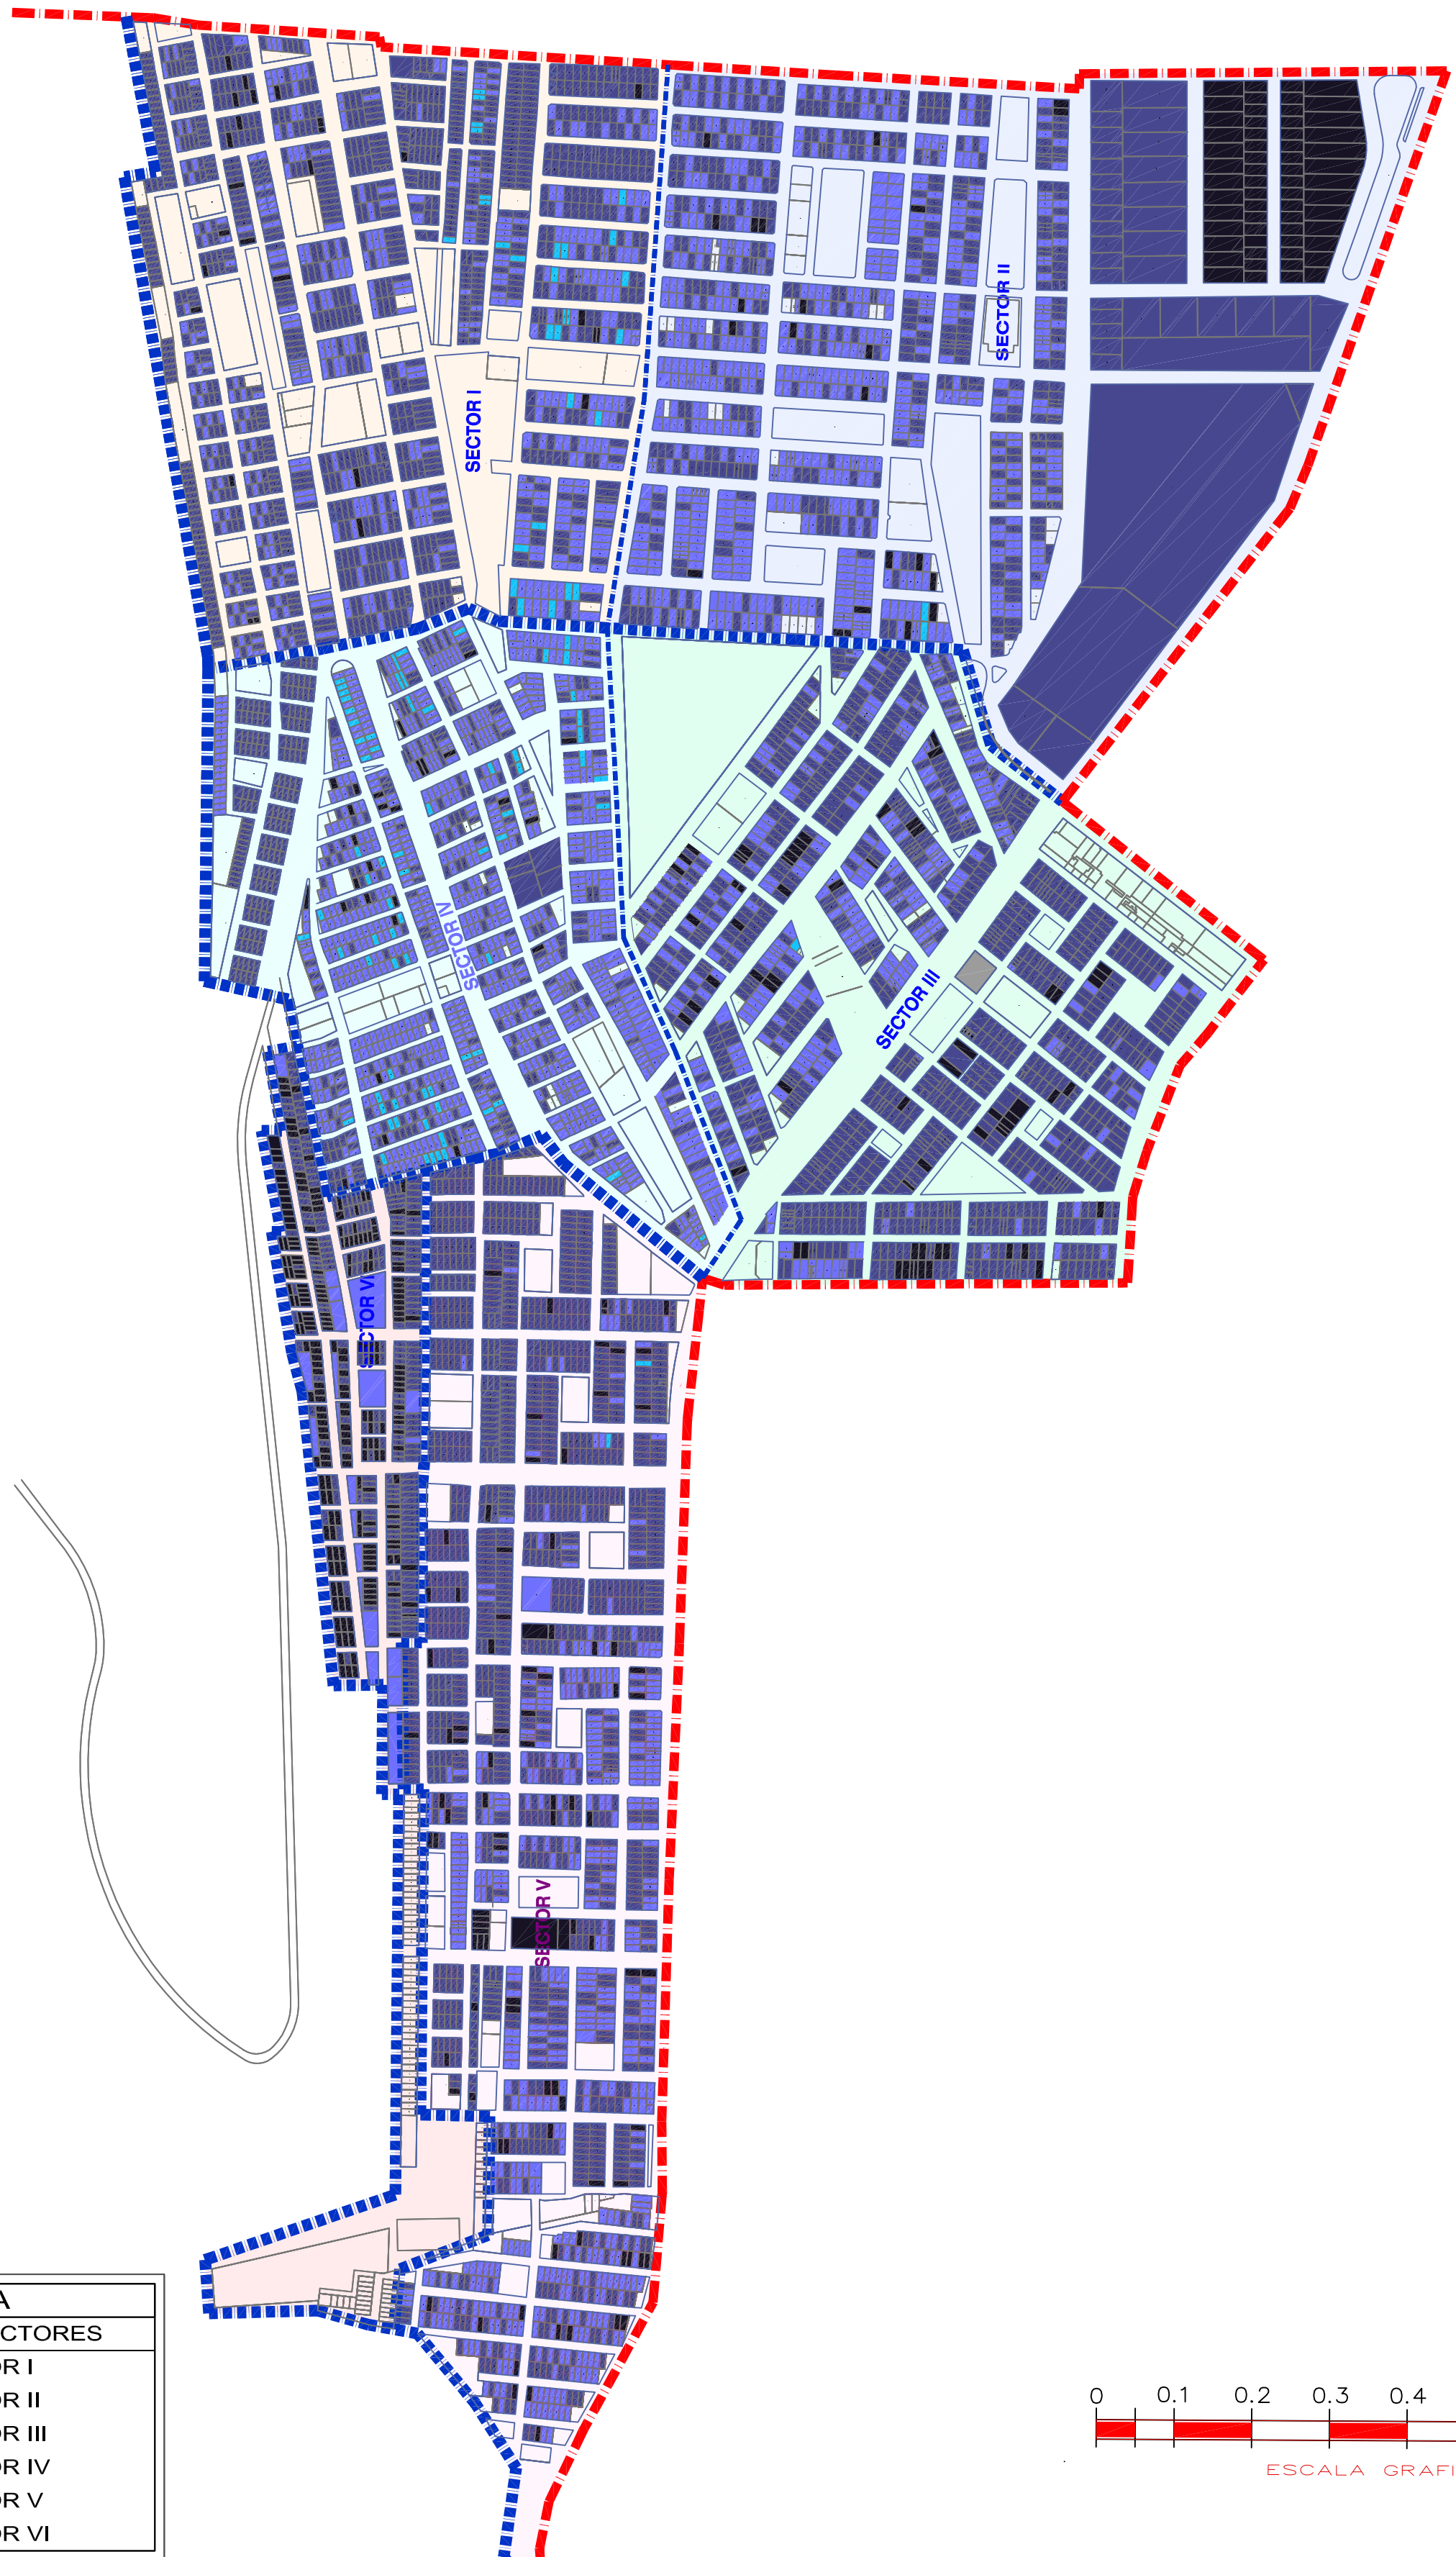 SECTOR I
SECTOR II
SECTOR III
SECTOR IV
SECTOR V
SECTOR VI
A
CTORES
OR I
OR II
OR III
OR IV
OR V
OR VI
0 0.1 0.2 0.3 0.4
ESCALA GRAFI